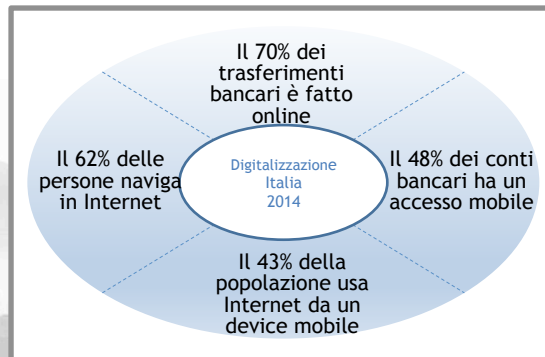 Il 70% dei
trasferimenti
bancari è fatto
online
Il 62% delle
persone naviga
in Internet
Digitalizzazione
Italia
2014
Il 48% dei conti
bancari ha un
accesso mobile
Il 43% della
popolazione usa
Internet da un
device mobile